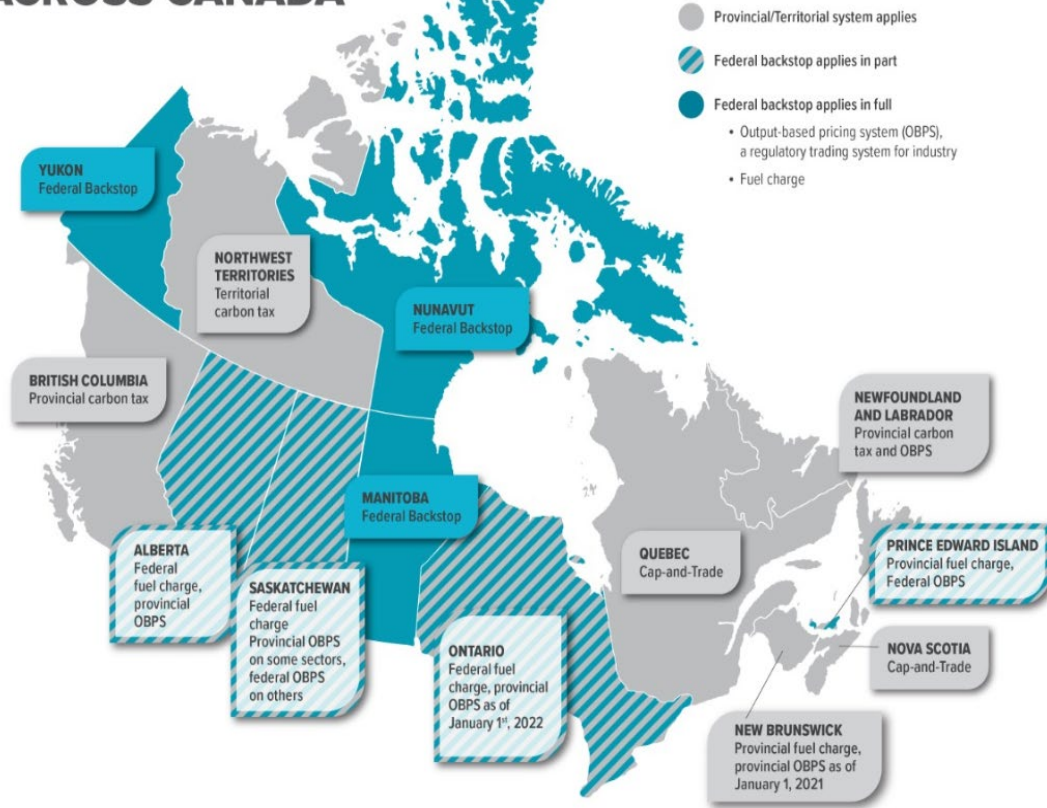 ACROSS CANADA
Provincial/Territorial system applies
Federal backstop applies in part
Federal backstop applies in full
• Output-based pricing system (OBPS),
a regulatory trading system for industry
• Fuel charge
YUKON
Federal Backstop
NORTHWEST
TERRITORIES
Territorial
carbon tax
NUNAVUT
Federal Backstop
BRITISH COLUMBIA
Provincial carbon tax
NEWFOUNDLAND
AND LABRADOR
Provincial carbon
tax and OBPS
MANITOBA
Federal Backstop
ALBERTA
Federal
fuel charge,
provincial
OBPS
SASKATCHEWAN
Federal fuel
charge
Provincial OBPS
on some sectors,
federal OBPS
on others
ONTARIO
Federal fuel
charge, provincial
OBPS as of
January 1st, 2022
QUEBEC
Cap-and-Trade
PRINCE EDWARD ISLAND
Provincial fuel charge,
Federal OBPS
NOVA SCOTIA
Cap-and-Trade
NEW BRUNSWICK
Provincial fuel charge,
provincial OBPS as of
January 1, 2021